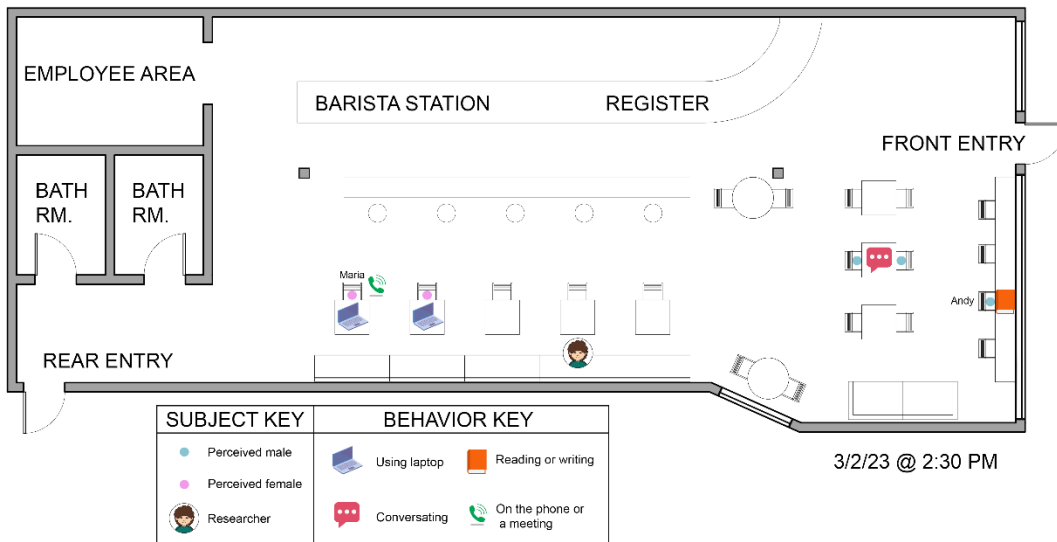 EMPLOYEE AREA
BARISTA STATION
REGISTER
FRONT ENTRY
BATH
RM.
BATH
RM.
Maria
Andy
REAR ENTRY
SUBJECT KEY
Perceived male
Perceived female
Researcher
BEHAVIOR KEY
Using laptop
Reading or writing
Conversating
On the phone or
a meeting
3/2/23 @ 2:30 PM